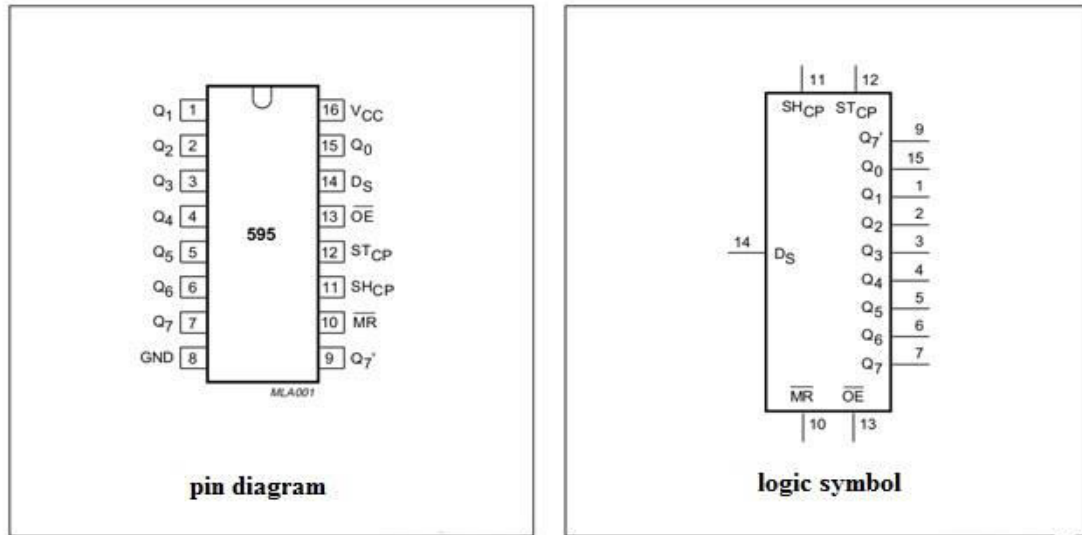 Q1 1 16 VCC
Q2 2 15 Q0
Q3 3 14 DS
Q4 4 13 OE
595
Q5 5 12 STCP
Q6 6 11 SHCP
Q7 7 10 MR
GND 8 9 Q7'
MLA001
pin diagram
11 12
SHCP STCP
Q7' 9
Q0 15
Q1 1
Q2 2
14 DS Q3 3
Q4 4
Q5 5
Q6 6
Q7 7
MR OE
10 13
logic symbol